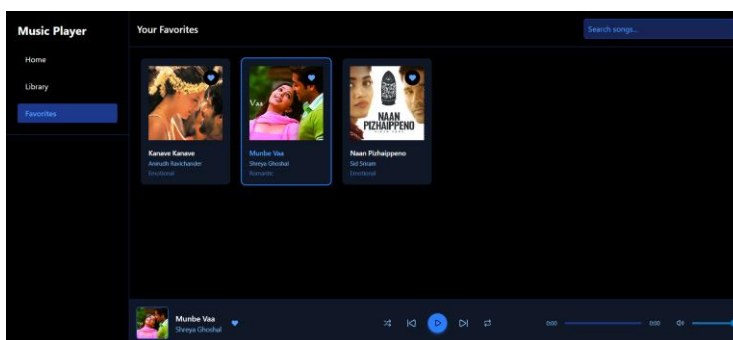 Music Player
Home
Library
Favorites
Your Favorites
Search songs...
Kanave Kanave
Anirudh Ravichander
Emotional
Vaa
Munbe Vaa
Shreya Ghoshal
Romantic
NAAN
PIZHAIPPENO
Naan Pizhaippeno
Sid Sriram
Emotional
Munbe Vaa
Shreya Ghoshal
0:00
0:00